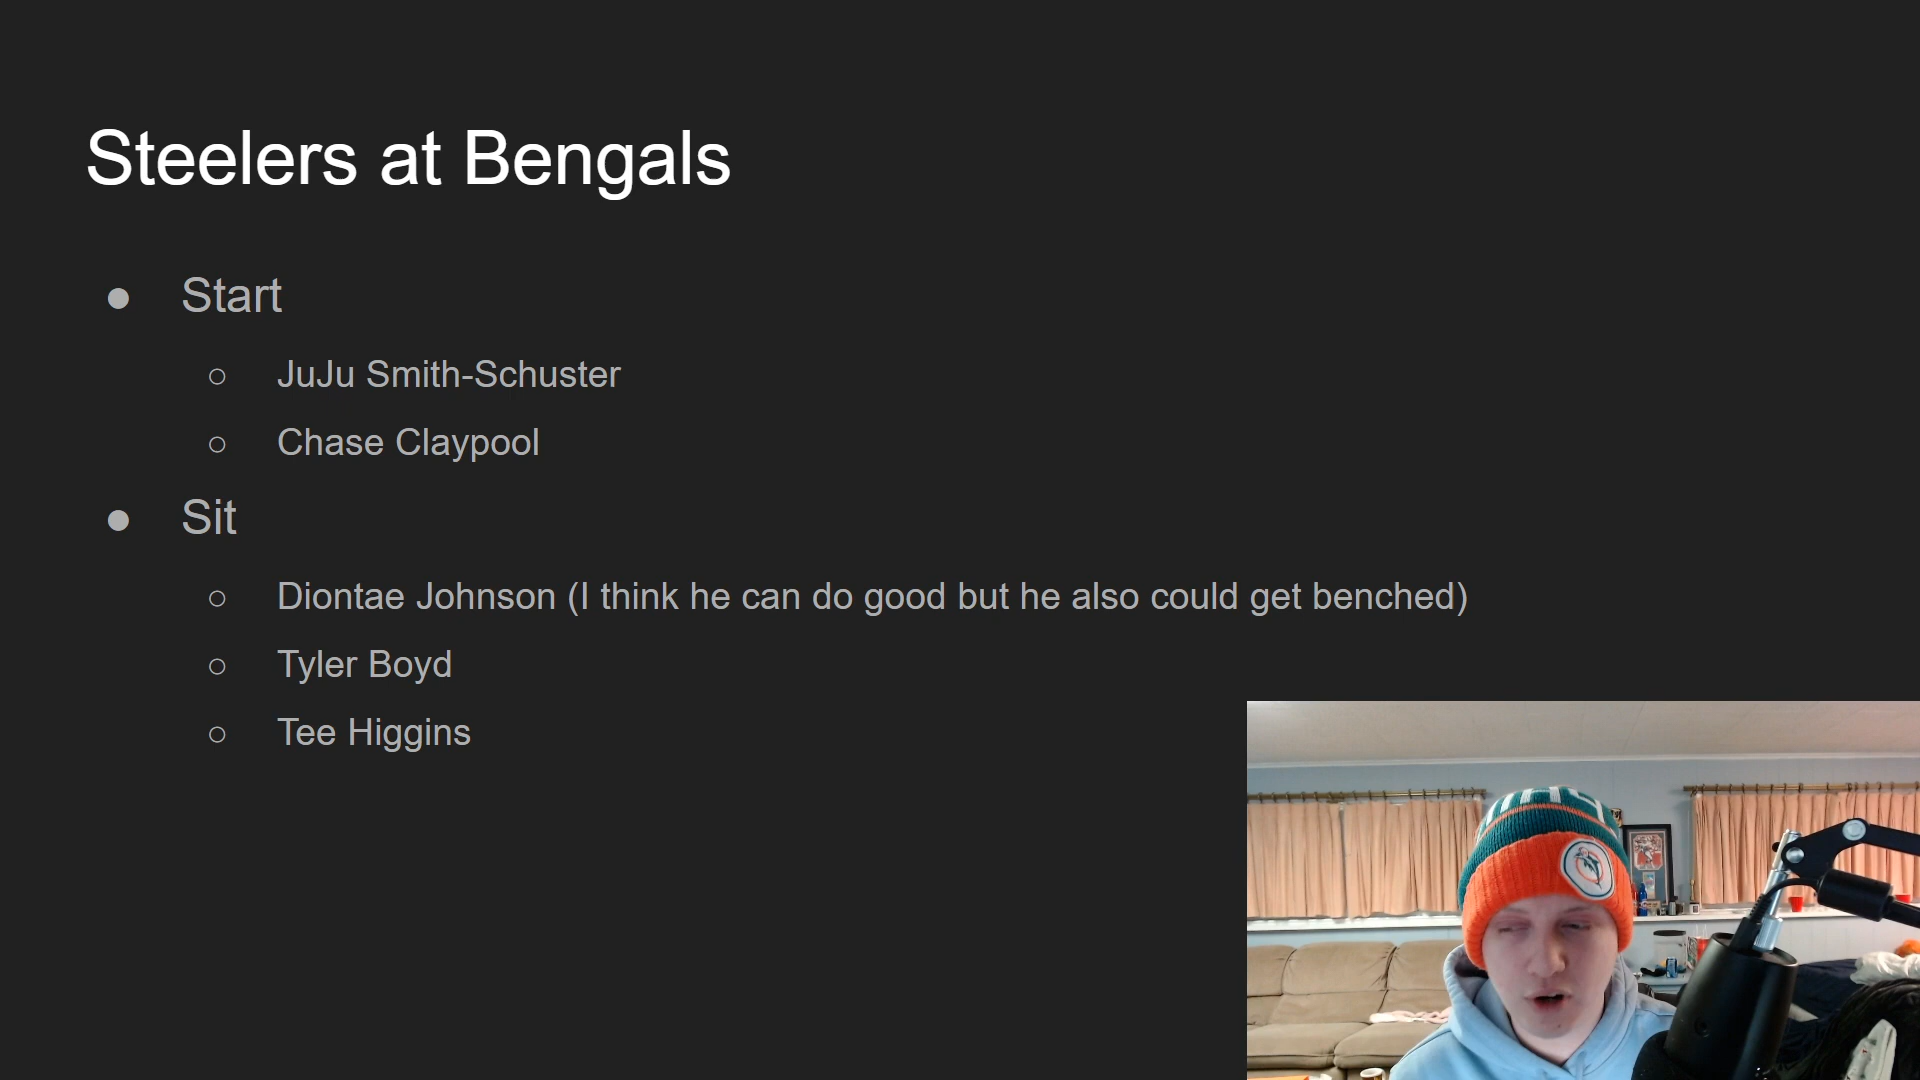 Steelers at Bengals
● Start
○ JuJu Smith-Schuster
○ Chase Claypool
● Sit
○ Diontae Johnson (I think he can do good but he also could get benched)
○ Tyler Boyd
○ Tee Higgins